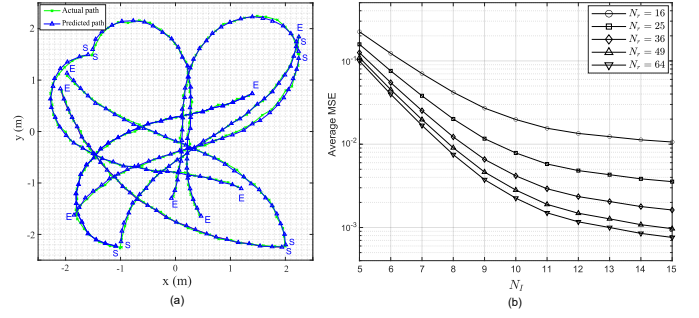 (a)
Actual path
Predicted path
y (m)
2
1
0
-1
-2
-2
-1
0
1
2
x (m)
S
S
E
S
S
E
E
E
E
E
E
S
S
S
S
(a)
(b)
Average MSE
10⁻¹
10⁻²
10⁻³
5
6
7
8
9
10
11
12
13
14
15
N_I
N_r = 16
N_r = 25
N_r = 36
N_r = 49
N_r = 64
(b)